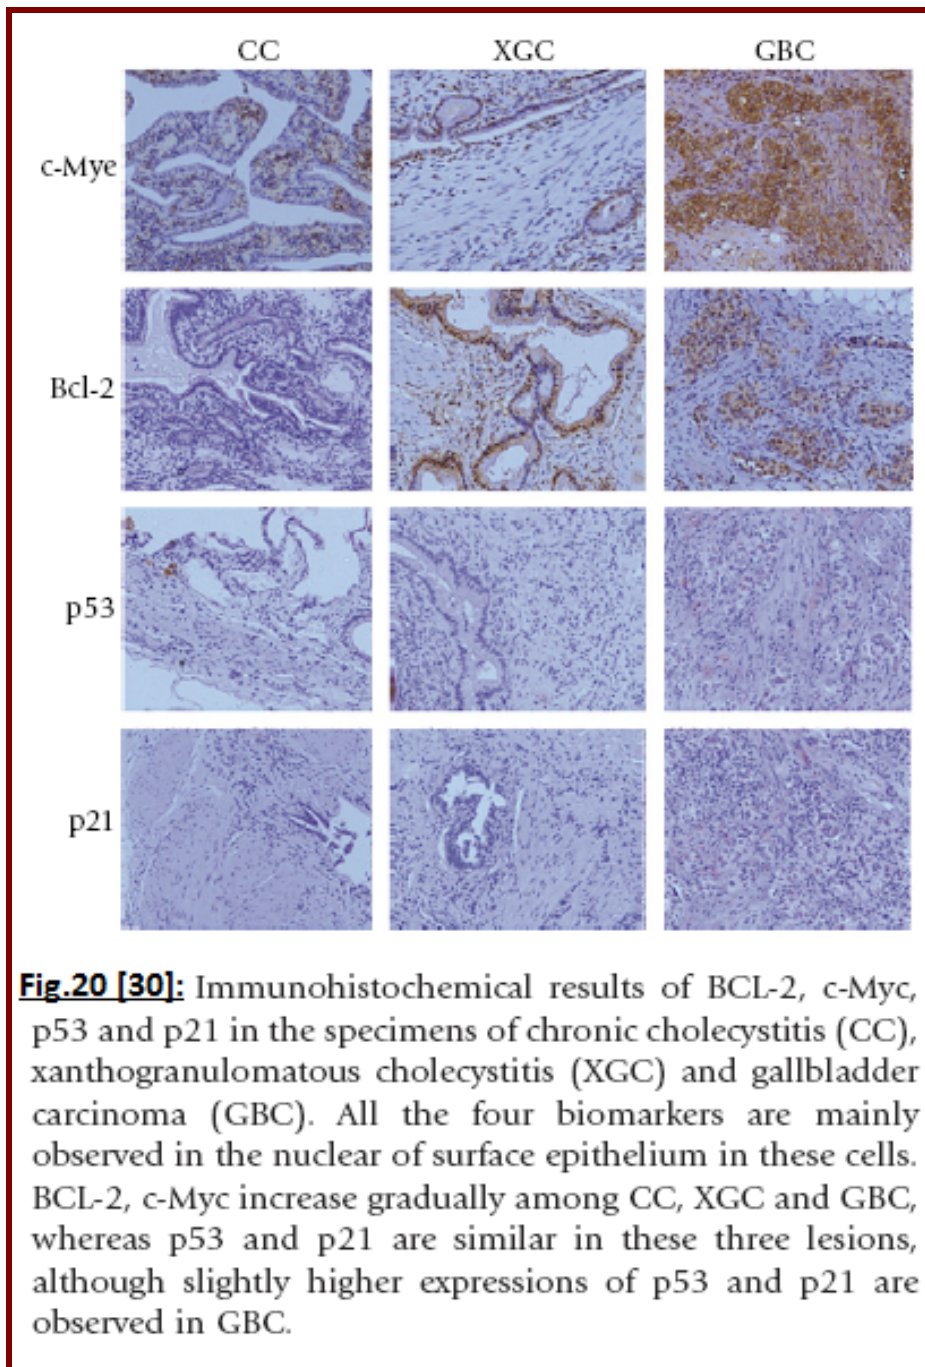 CC XGC GBC
c-Mye
Bcl-2
p53
p21
Fig.20 [30]: Immunohistochemical results of BCL-2, c-Myc,
p53 and p21 in the specimens of chronic cholecystitis (CC),
xanthogranulomatous cholecystitis (XGC) and gallbladder
carcinoma (GBC). All the four biomarkers are mainly
observed in the nuclear of surface epithelium in these cells.
BCL-2, c-Myc increase gradually among CC, XGC and GBC,
whereas p53 and p21 are similar in these three lesions,
although slightly higher expressions of p53 and p21 are
observed in GBC.